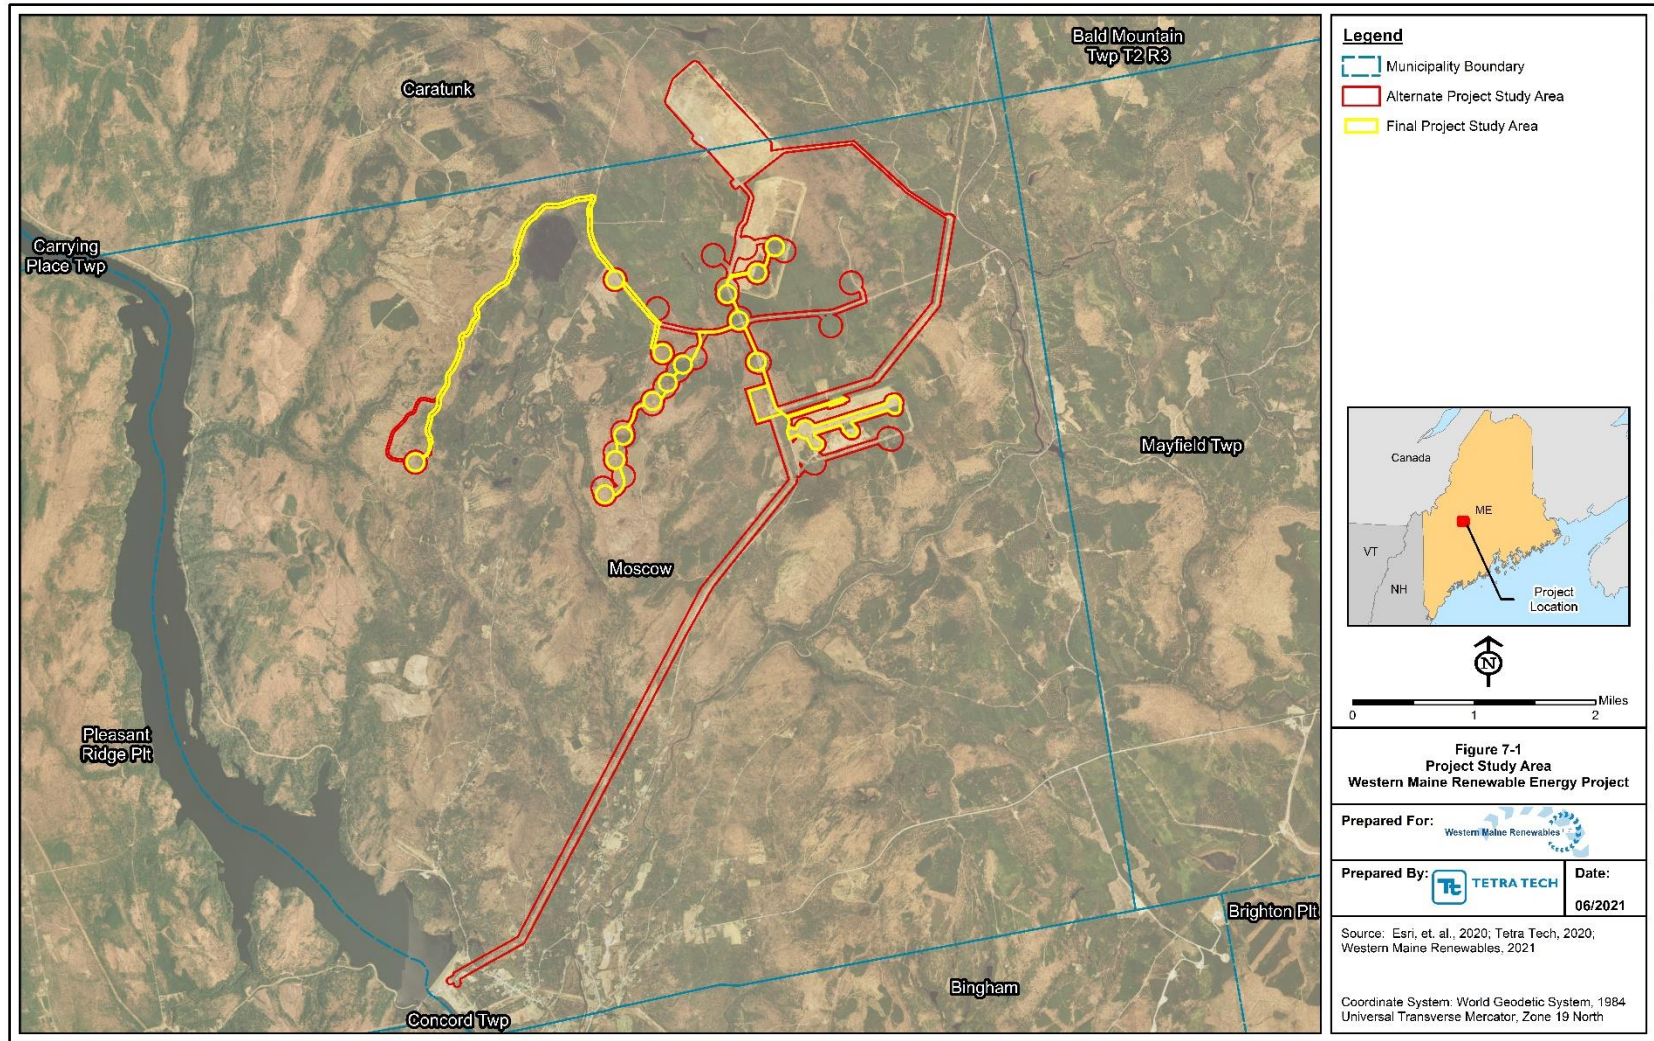 Bald Mountain
Twp T2 R3
Caratunk
Carrying
Place Twp
Mayfield Twp
Moscow
Pleasant
Ridge Plt
Brighton Plt
Bingham
Concord Twp
Legend
Municipality Boundary
Alternate Project Study Area
Final Project Study Area
Canada
ME
VT
NH
Project
Location
N
Miles
0 1 2
Figure 7-1
Project Study Area
Western Maine Renewable Energy Project
Prepared For:
Western Maine Renewables
Prepared By:
Tt TETRA TECH
Date:
06/2021
Source: Esri, et. al., 2020; Tetra Tech, 2020;
Western Maine Renewables, 2021
Coordinate System: World Geodetic System, 1984
Universal Transverse Mercator, Zone 19 North